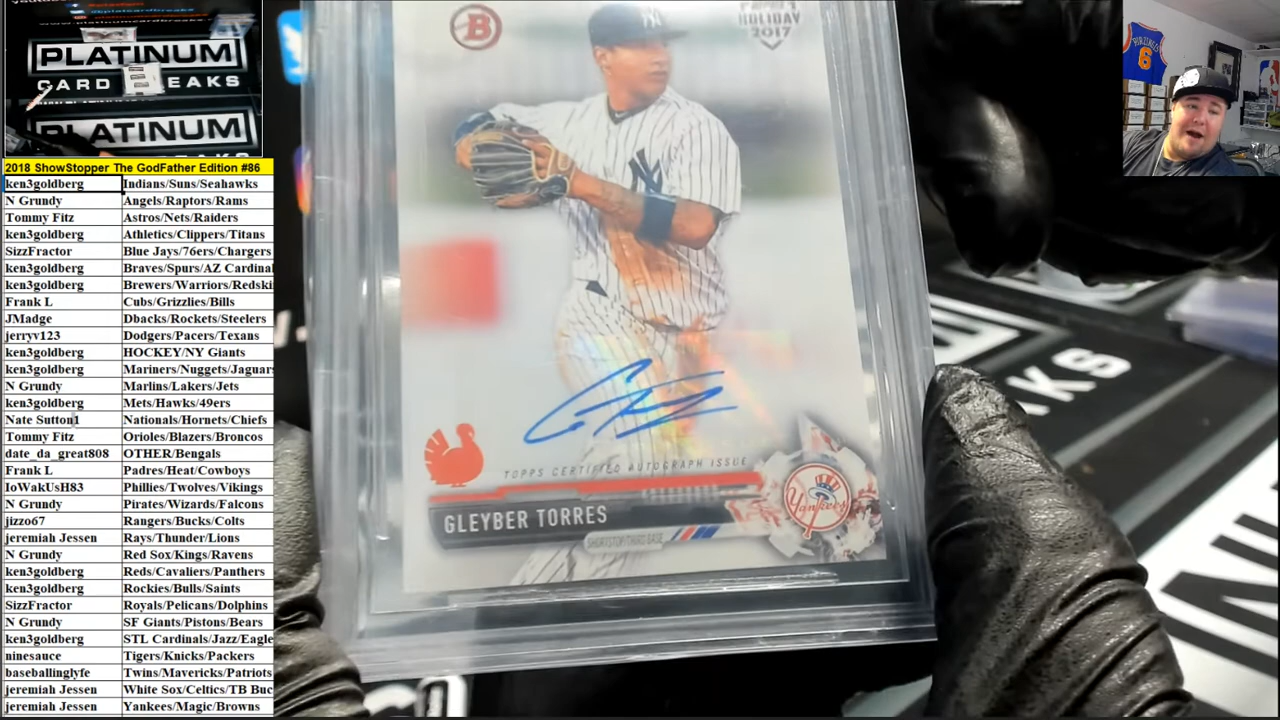 PLATINUM
CARD BREAKS
PLATINUM
2018 ShowStopper The GodFather Edition #86
ken3goldberg Indians/Suns/Seahawks
N Grundy Angels/Raptors/Rams
Tommy Fitz Astros/Nets/Raiders
ken3goldberg Athletics/Clippers/Titans
SizzFractor Blue Jays/76ers/Chargers
ken3goldberg Braves/Spurs/AZ Cardinal
ken3goldberg Brewers/Warriors/Redski
Frank L Cubs/Grizzlies/Bills
JMadge Dbacks/Rockets/Steelers
jerryv123 Dodgers/Pacers/Texans
ken3goldberg HOCKEY/NY Giants
ken3goldberg Mariners/Nuggets/Jaguar
N Grundy Marlins/Lakers/Jets
ken3goldberg Mets/Hawks/49ers
Nate Sutton1 Nationals/Hornets/Chiefs
Tommy Fitz Orioles/Blazers/Broncos
date_da_great808 OTHER/Bengals
Frank L Padres/Heat/Cowboys
IoWakUsH83 Phillies/Twolves/Vikings
N Grundy Pirates/Wizards/Falcons
jizzo67 Rangers/Bucks/Colts
jeremiah Jessen Rays/Thunder/Lions
N Grundy Red Sox/Kings/Ravens
ken3goldberg Reds/Cavaliers/Panthers
ken3goldberg Rockies/Bulls/Saints
SizzFractor Royals/Pelicans/Dolphins
N Grundy SF Giants/Pistons/Bears
ken3goldberg STL Cardinals/Jazz/Eagle
ninesauce Tigers/Knicks/Packers
baseballinglyfe Twins/Mavericks/Patriots
jeremiah Jessen White Sox/Celtics/TB Buc
jeremiah Jessen Yankees/Magic/Browns
B
HOLIDAY
2017
NY
TOPPS CERTIFIED AUTOGRAPH ISSUE
GLEYBER TORRES
SHORTSTOP/THIRD BASE
Yankees
6